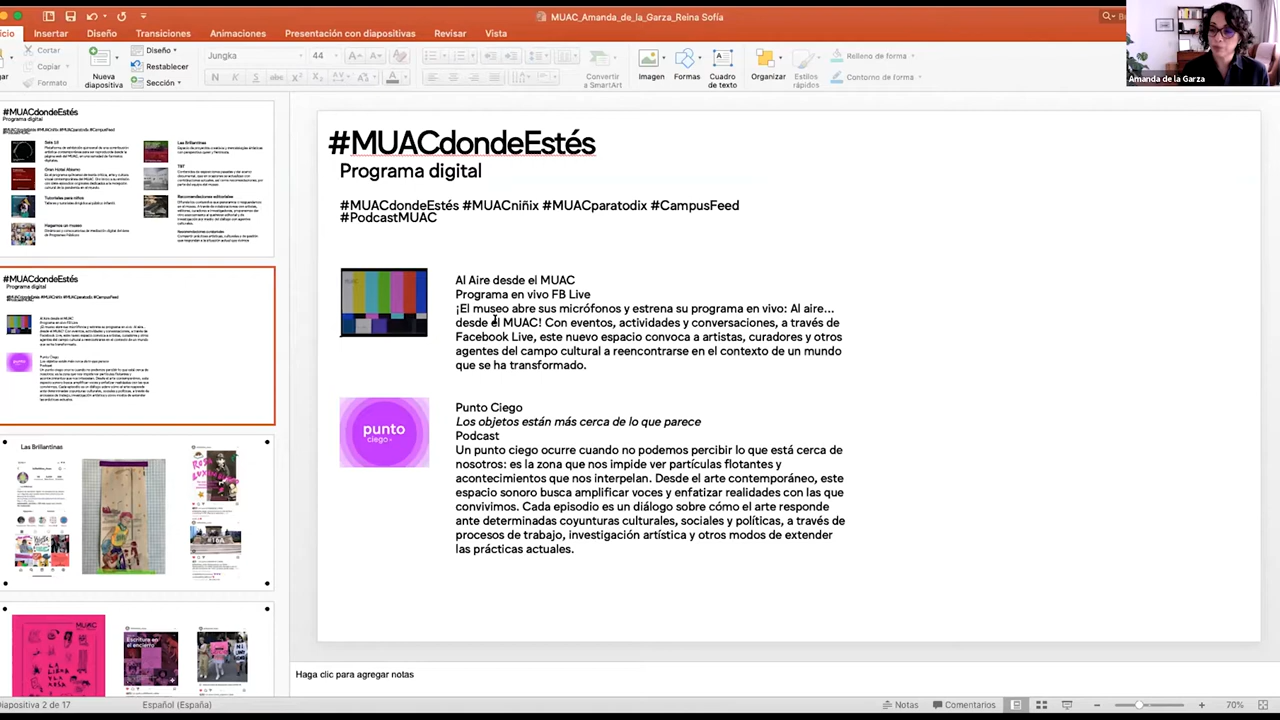 MUAC_Amanda_de_la_Garza_Reina Sofía
Inicio Insertar Diseño Transiciones Animaciones Presentación con diapositivas Revisar Vista
Cortar
Copiar
Formato
Nueva diapositiva
Diseño
Restablecer
Sección
Jungka 44
Convertir a SmartArt
Imagen
Formas
Cuadro de texto
Organizar
Estilos rápidos
Relleno de forma
Contorno de forma
Amanda de la Garza
#MUACdondeEstés
Programa digital
#MUACdondeEstés
Programa digital
Las Brillantinas
#MUACdondeEstés
Programa digital
#MUACdondeEstés #MUACniñix #MUACparatodix #CampusFeed
#PodcastMUAC
Al Aire desde el MUAC
Programa en vivo FB Live
¡El museo abre sus micrófonos y estrena su programa en vivo: Al aire...
desde el MUAC! Con eventos, actividades y conversaciones a través de
Facebook Live, este nuevo espacio convoca a artistas, curadores y otros
agentes del campo cultural a reencontrarse en el contexto de un mundo
que se ha transformado.
punto
ciego
Punto Ciego
Los objetos están más cerca de lo que parece
Podcast
Un punto ciego ocurre cuando no podemos percibir lo que está cerca de
nosotros: es la zona que nos impide ver partículas flotantes y
acontecimientos que nos interpelan. Desde el arte contemporáneo, este
espacio sonoro busca amplificar voces y enfatizar realidades con las que
convivimos. Cada episodio es un diálogo sobre cómo el arte responde
ante determinadas coyunturas culturales, sociales y políticas, a través de
procesos de trabajo, investigación artística y otros modos de extender
las prácticas actuales.
Haga clic para agregar notas
Diapositiva 2 de 17
Español (España)
Notas
Comentarios
70%